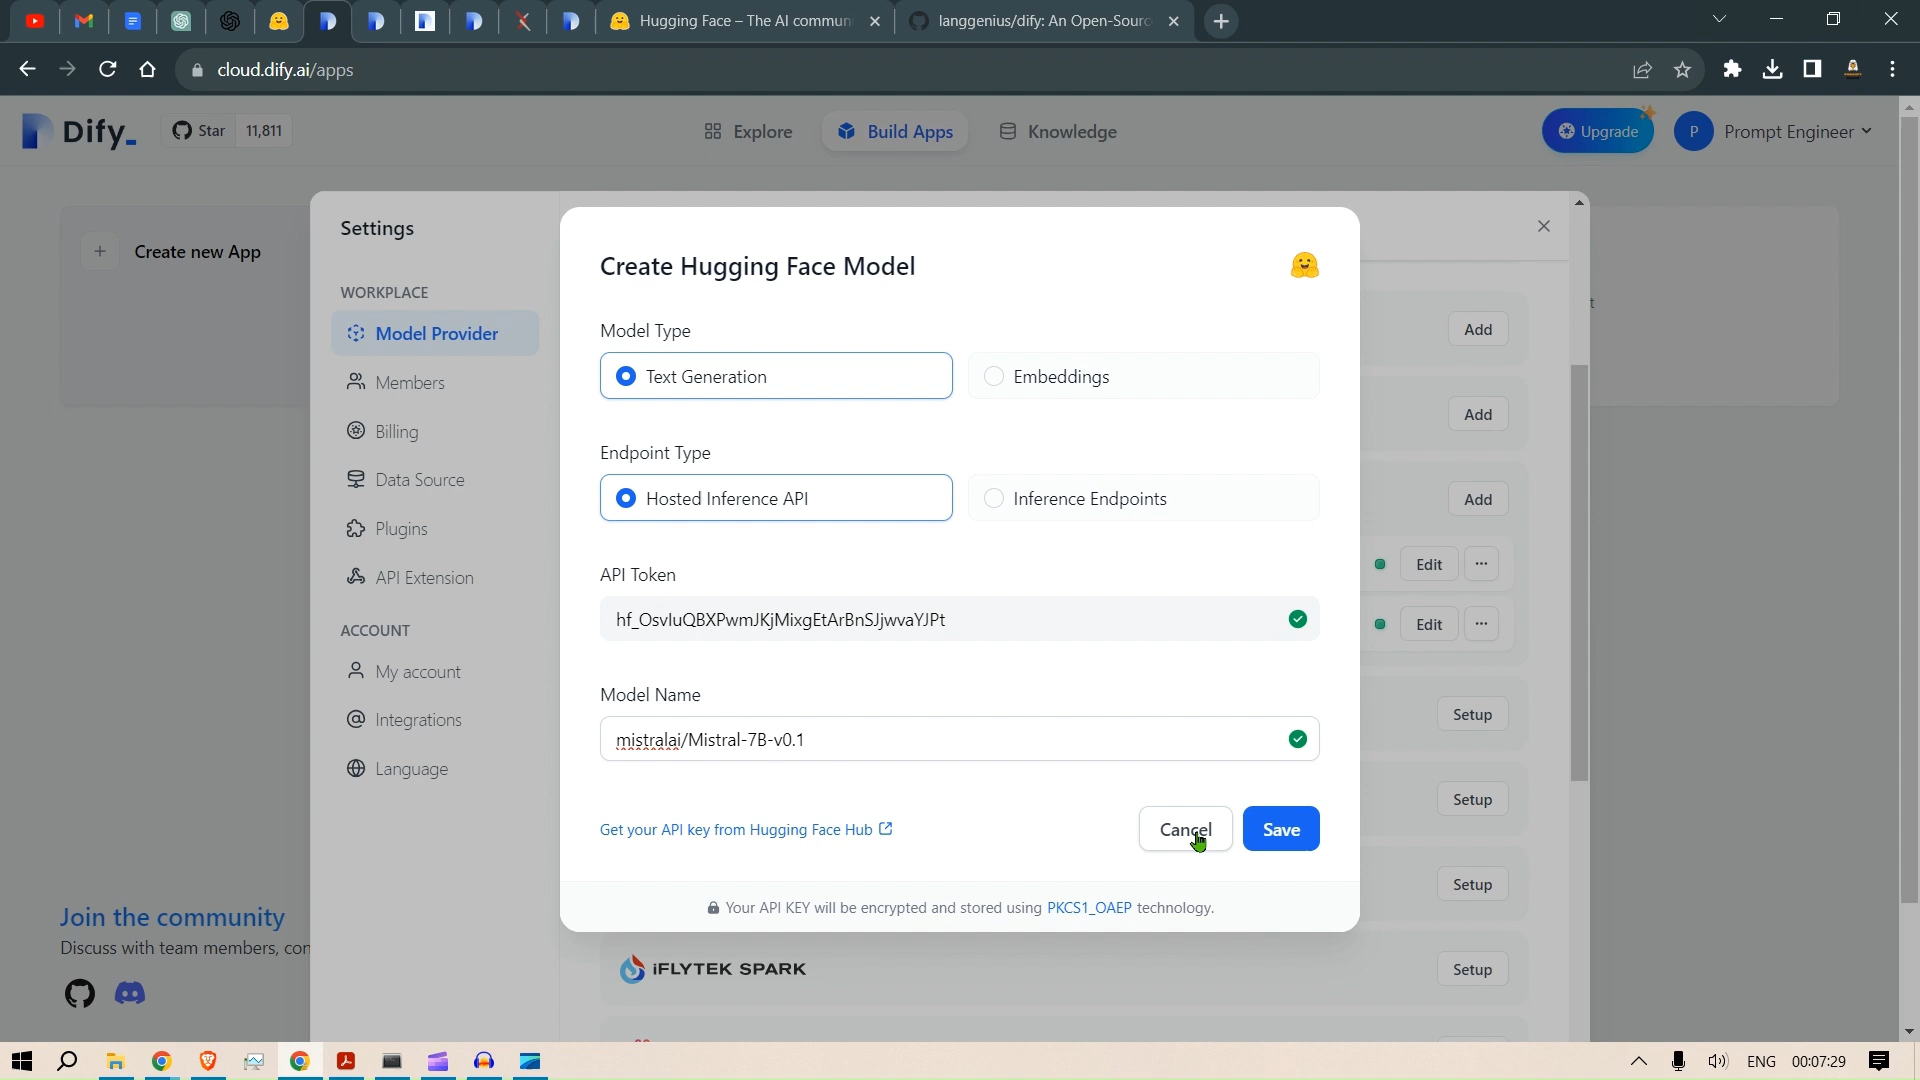 Hugging Face – The AI commun
langgenius/dify: An Open-Sourc
cloud.dify.ai/apps
Dify_
Star 11,811
Explore
Build Apps
Knowledge
Upgrade
P
Prompt Engineer
Create new App
Settings
WORKPLACE
Model Provider
Members
Billing
Data Source
Plugins
API Extension
ACCOUNT
My account
Integrations
Language
Create Hugging Face Model
Model Type
Text Generation
Embeddings
Endpoint Type
Hosted Inference API
Inference Endpoints
API Token
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
Model Name
mistralai/Mistral-7B-v0.1
Get your API key from Hugging Face Hub
Cancel
Save
Your API KEY will be encrypted and stored using PKCS1_OAEP technology.
Add
Add
Add
Edit
Edit
Setup
Setup
Setup
iFLYTEK SPARK
Setup
t
Join the community
Discuss with team members, con
ENG
00:07:29